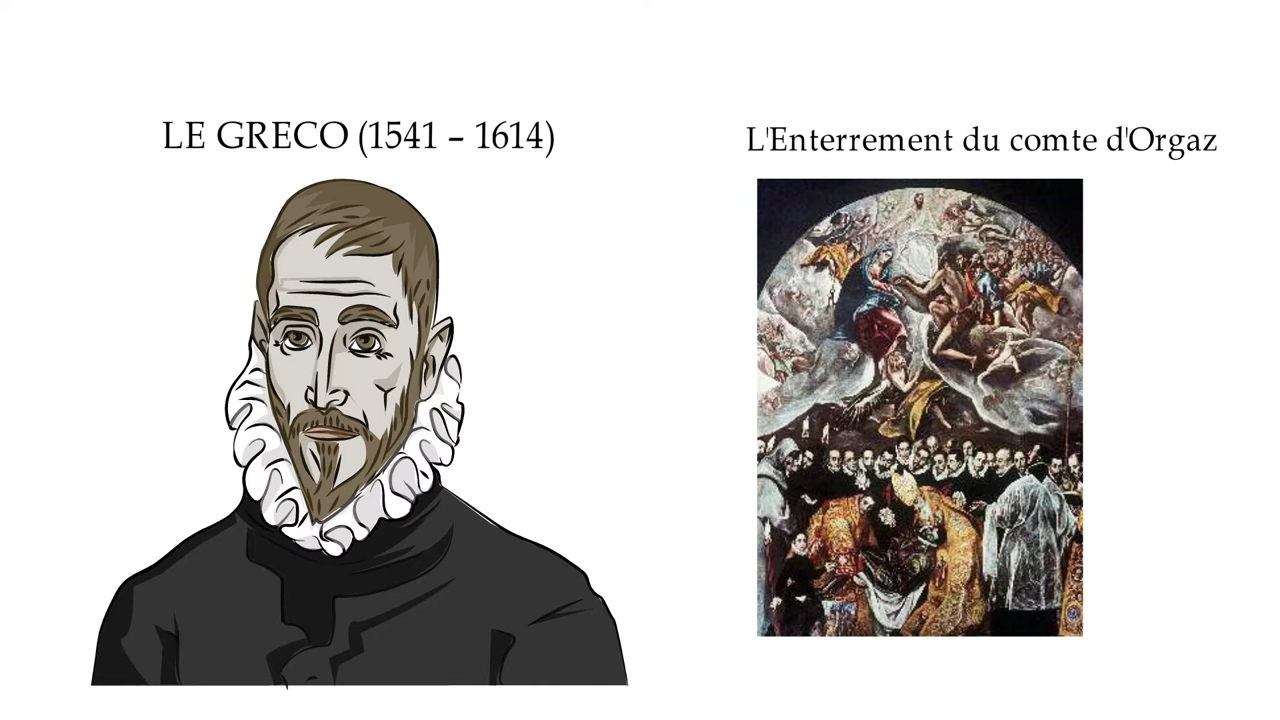 LE GRECO (1541 – 1614)
L'Enterrement du comte d'Orgaz